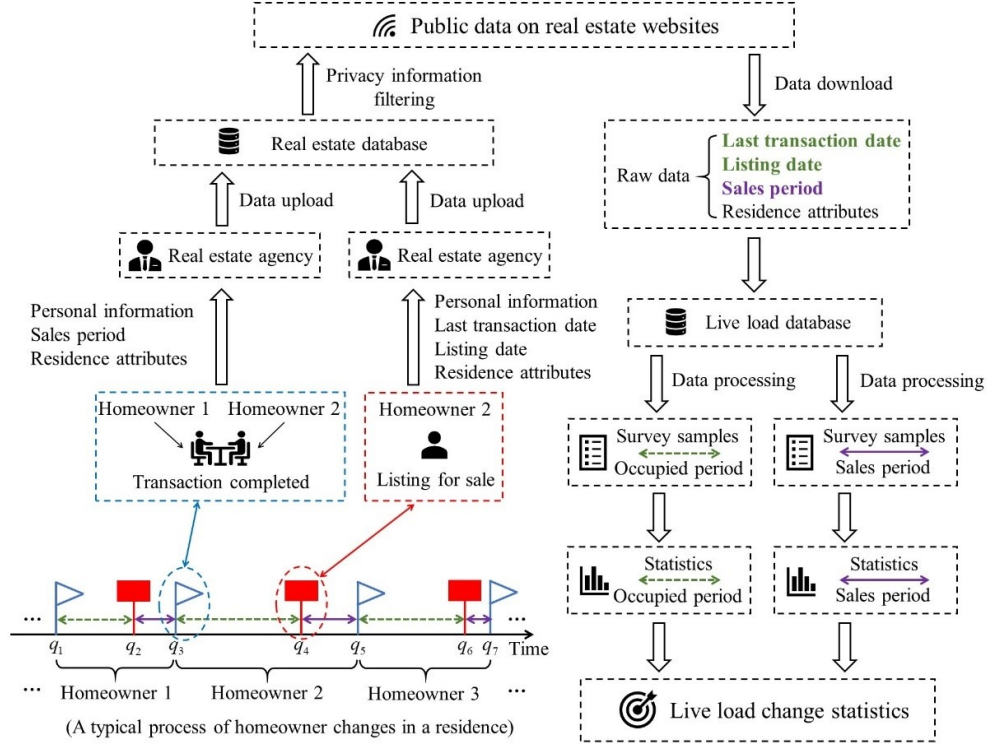 Public data on real estate websites
Privacy information
filtering
Data download
Real estate database
Raw data
Last transaction date
Listing date
Sales period
Residence attributes
Data upload
Data upload
Real estate agency
Real estate agency
Personal information
Sales period
Residence attributes
Personal information
Last transaction date
Listing date
Residence attributes
Live load database
Data processing
Data processing
Homeowner 1
Homeowner 2
Transaction completed
Homeowner 2
Listing for sale
Survey samples
Occupied period
Survey samples
Sales period
Statistics
Occupied period
Statistics
Sales period
... ...
q1 q2 q3 q4 q5 q6 q7 Time
... Homeowner 1 Homeowner 2 Homeowner 3 ...
(A typical process of homeowner changes in a residence)
Live load change statistics